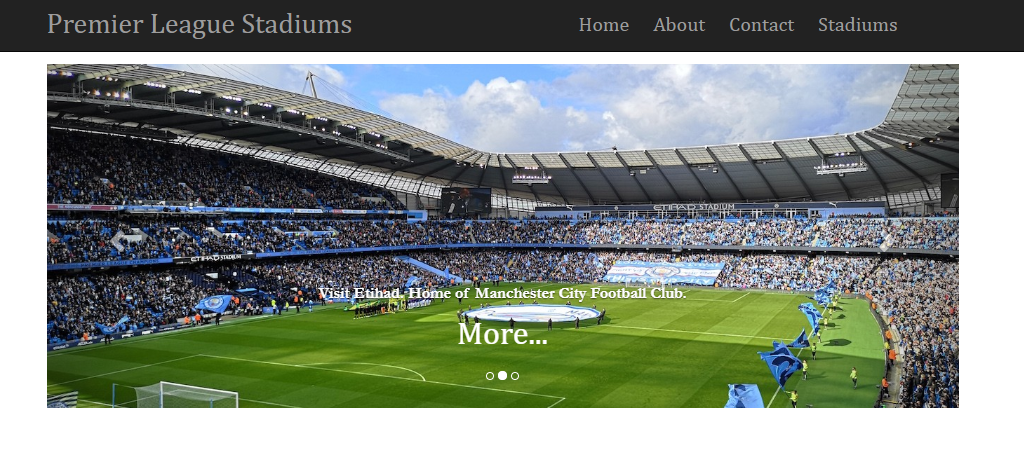 Premier League Stadiums
Home About Contact Stadiums
ETIHAD STADIUM
ETIHAD STADIUM
Visit Etihad, Home of Manchester City Football Club.
More...